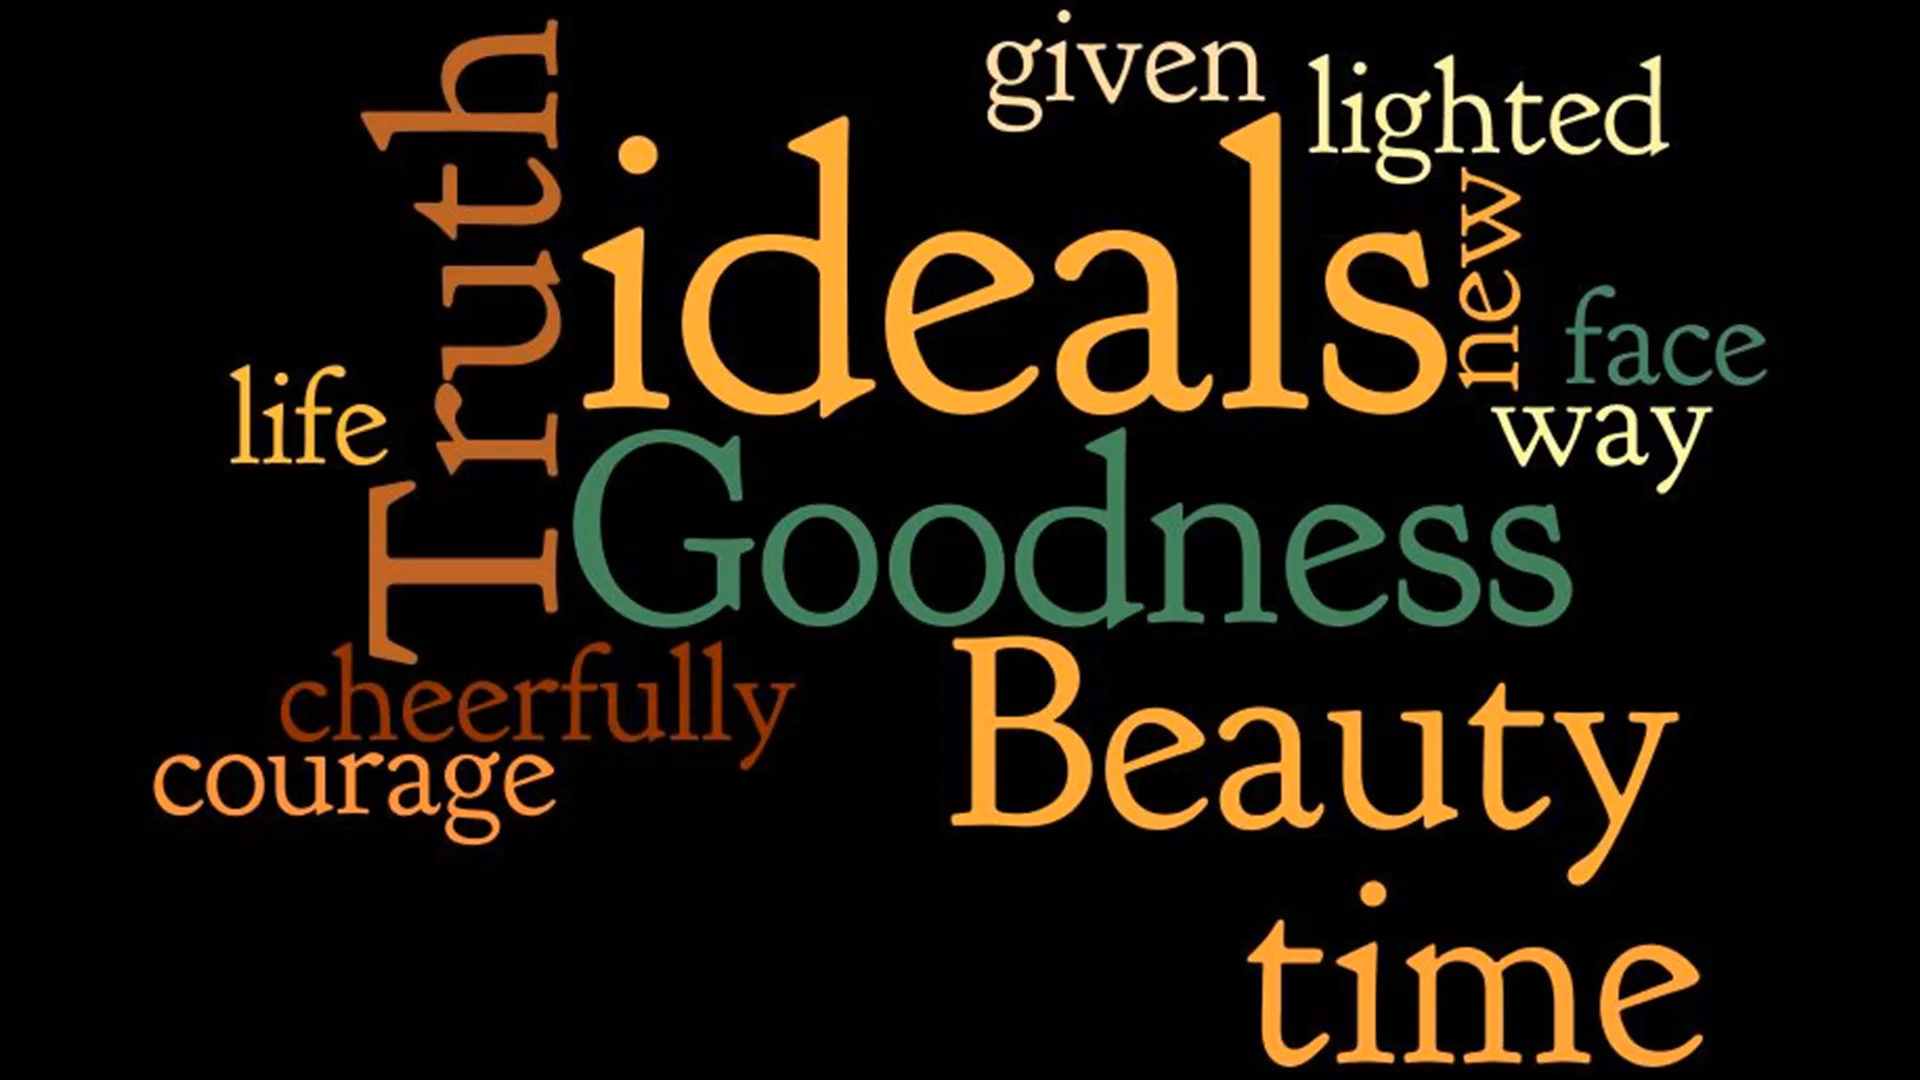 given
lighted
Truth
ideals
new
face
life
way
Goodness
cheerfully
Beauty
courage
time